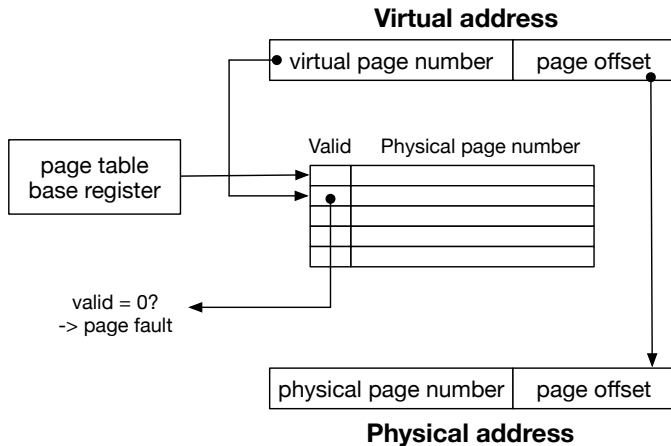 Virtual address
virtual page number page offset
Valid Physical page number
page table
base register
valid = 0?
-> page fault
physical page number page offset
Physical address